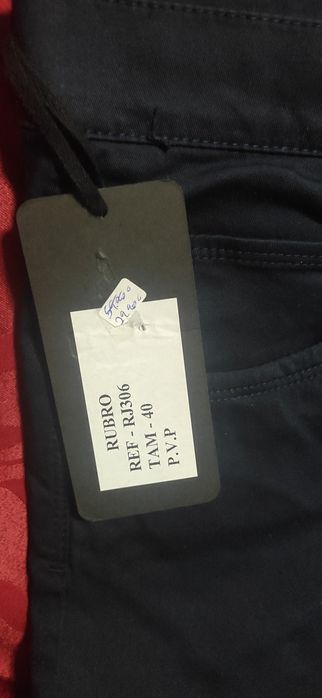 RUBRO
REF - RJ306
TAM - 40
P.V.P